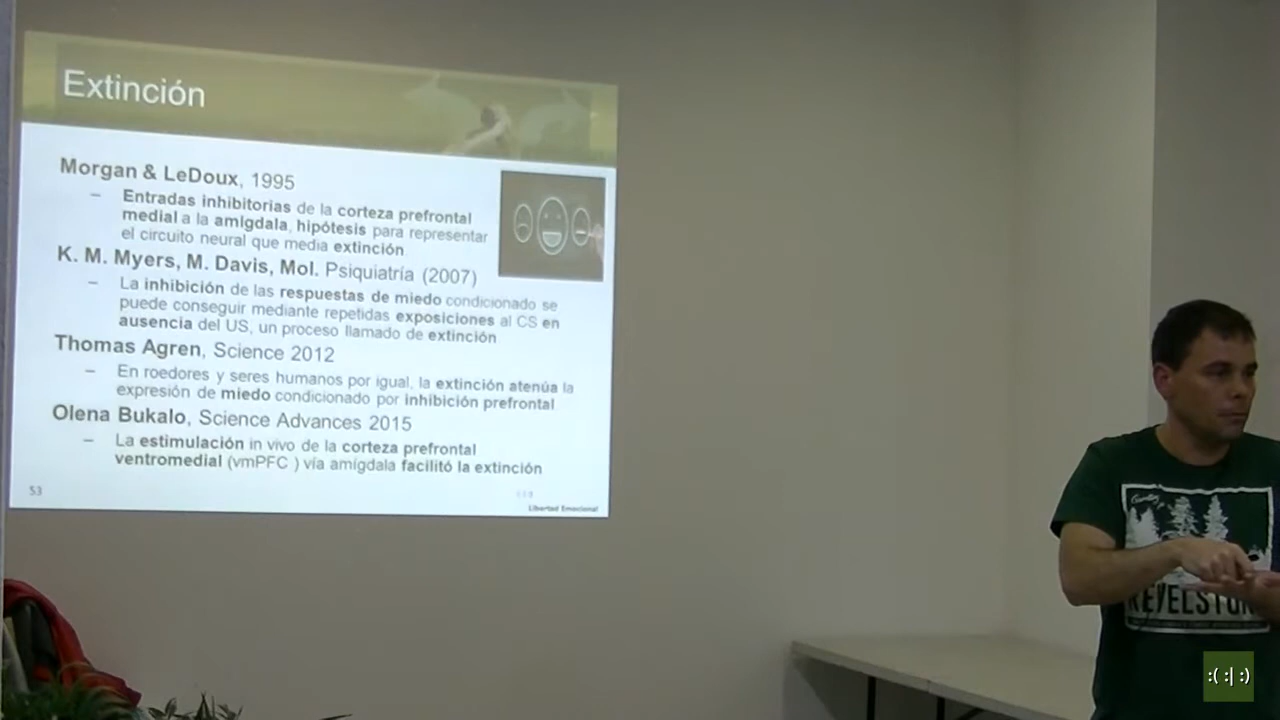 Extinción
Morgan & LeDoux, 1995
– Entradas inhibitorias de la corteza prefrontal
medial a la amígdala, hipótesis para representar
el circuito neural que media extinción
K. M. Myers, M. Davis, Mol. Psiquiatría (2007)
– La inhibición de las respuestas de miedo condicionado se
puede conseguir mediante repetidas exposiciones al CS en
ausencia del US, un proceso llamado de extinción
Thomas Agren, Science 2012
– En roedores y seres humanos por igual, la extinción atenúa la
expresión de miedo condicionado por inhibición prefrontal
Olena Bukalo, Science Advances 2015
– La estimulación in vivo de la corteza prefrontal
ventromedial (vmPFC ) vía amígdala facilitó la extinción
53
Libertad Emocional
REVELSTOK
:( :| :)